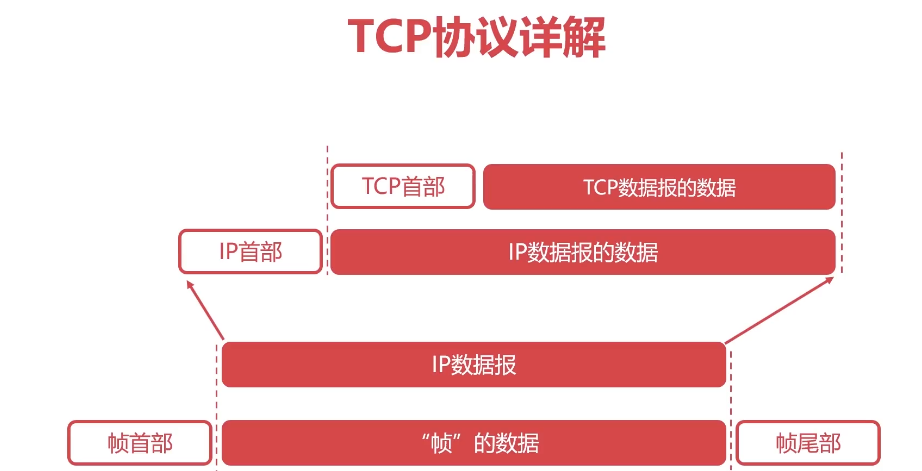 TCP协议详解
TCP首部 TCP数据报的数据
IP首部 IP数据报的数据
IP数据报
帧首部 “帧”的数据 帧尾部